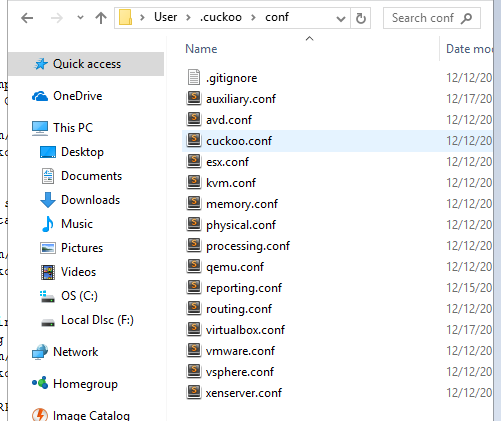 User > .cuckoo > conf
Search conf
Name
Date mo
Quick access
OneDrive
This PC
Desktop
Documents
Downloads
Music
Pictures
Videos
OS (C:)
Local DIsc (F:)
Network
Homegroup
Image Catalog
.gitignore 12/12/20
auxiliary.conf 12/17/20
avd.conf 12/12/20
cuckoo.conf 12/12/20
esx.conf 12/12/20
kvm.conf 12/12/20
memory.conf 12/12/20
physical.conf 12/12/20
processing.conf 12/12/20
qemu.conf 12/12/20
reporting.conf 12/15/20
routing.conf 12/12/20
virtualbox.conf 12/17/20
vmware.conf 12/12/20
vsphere.conf 12/12/20
xenserver.conf 12/12/20